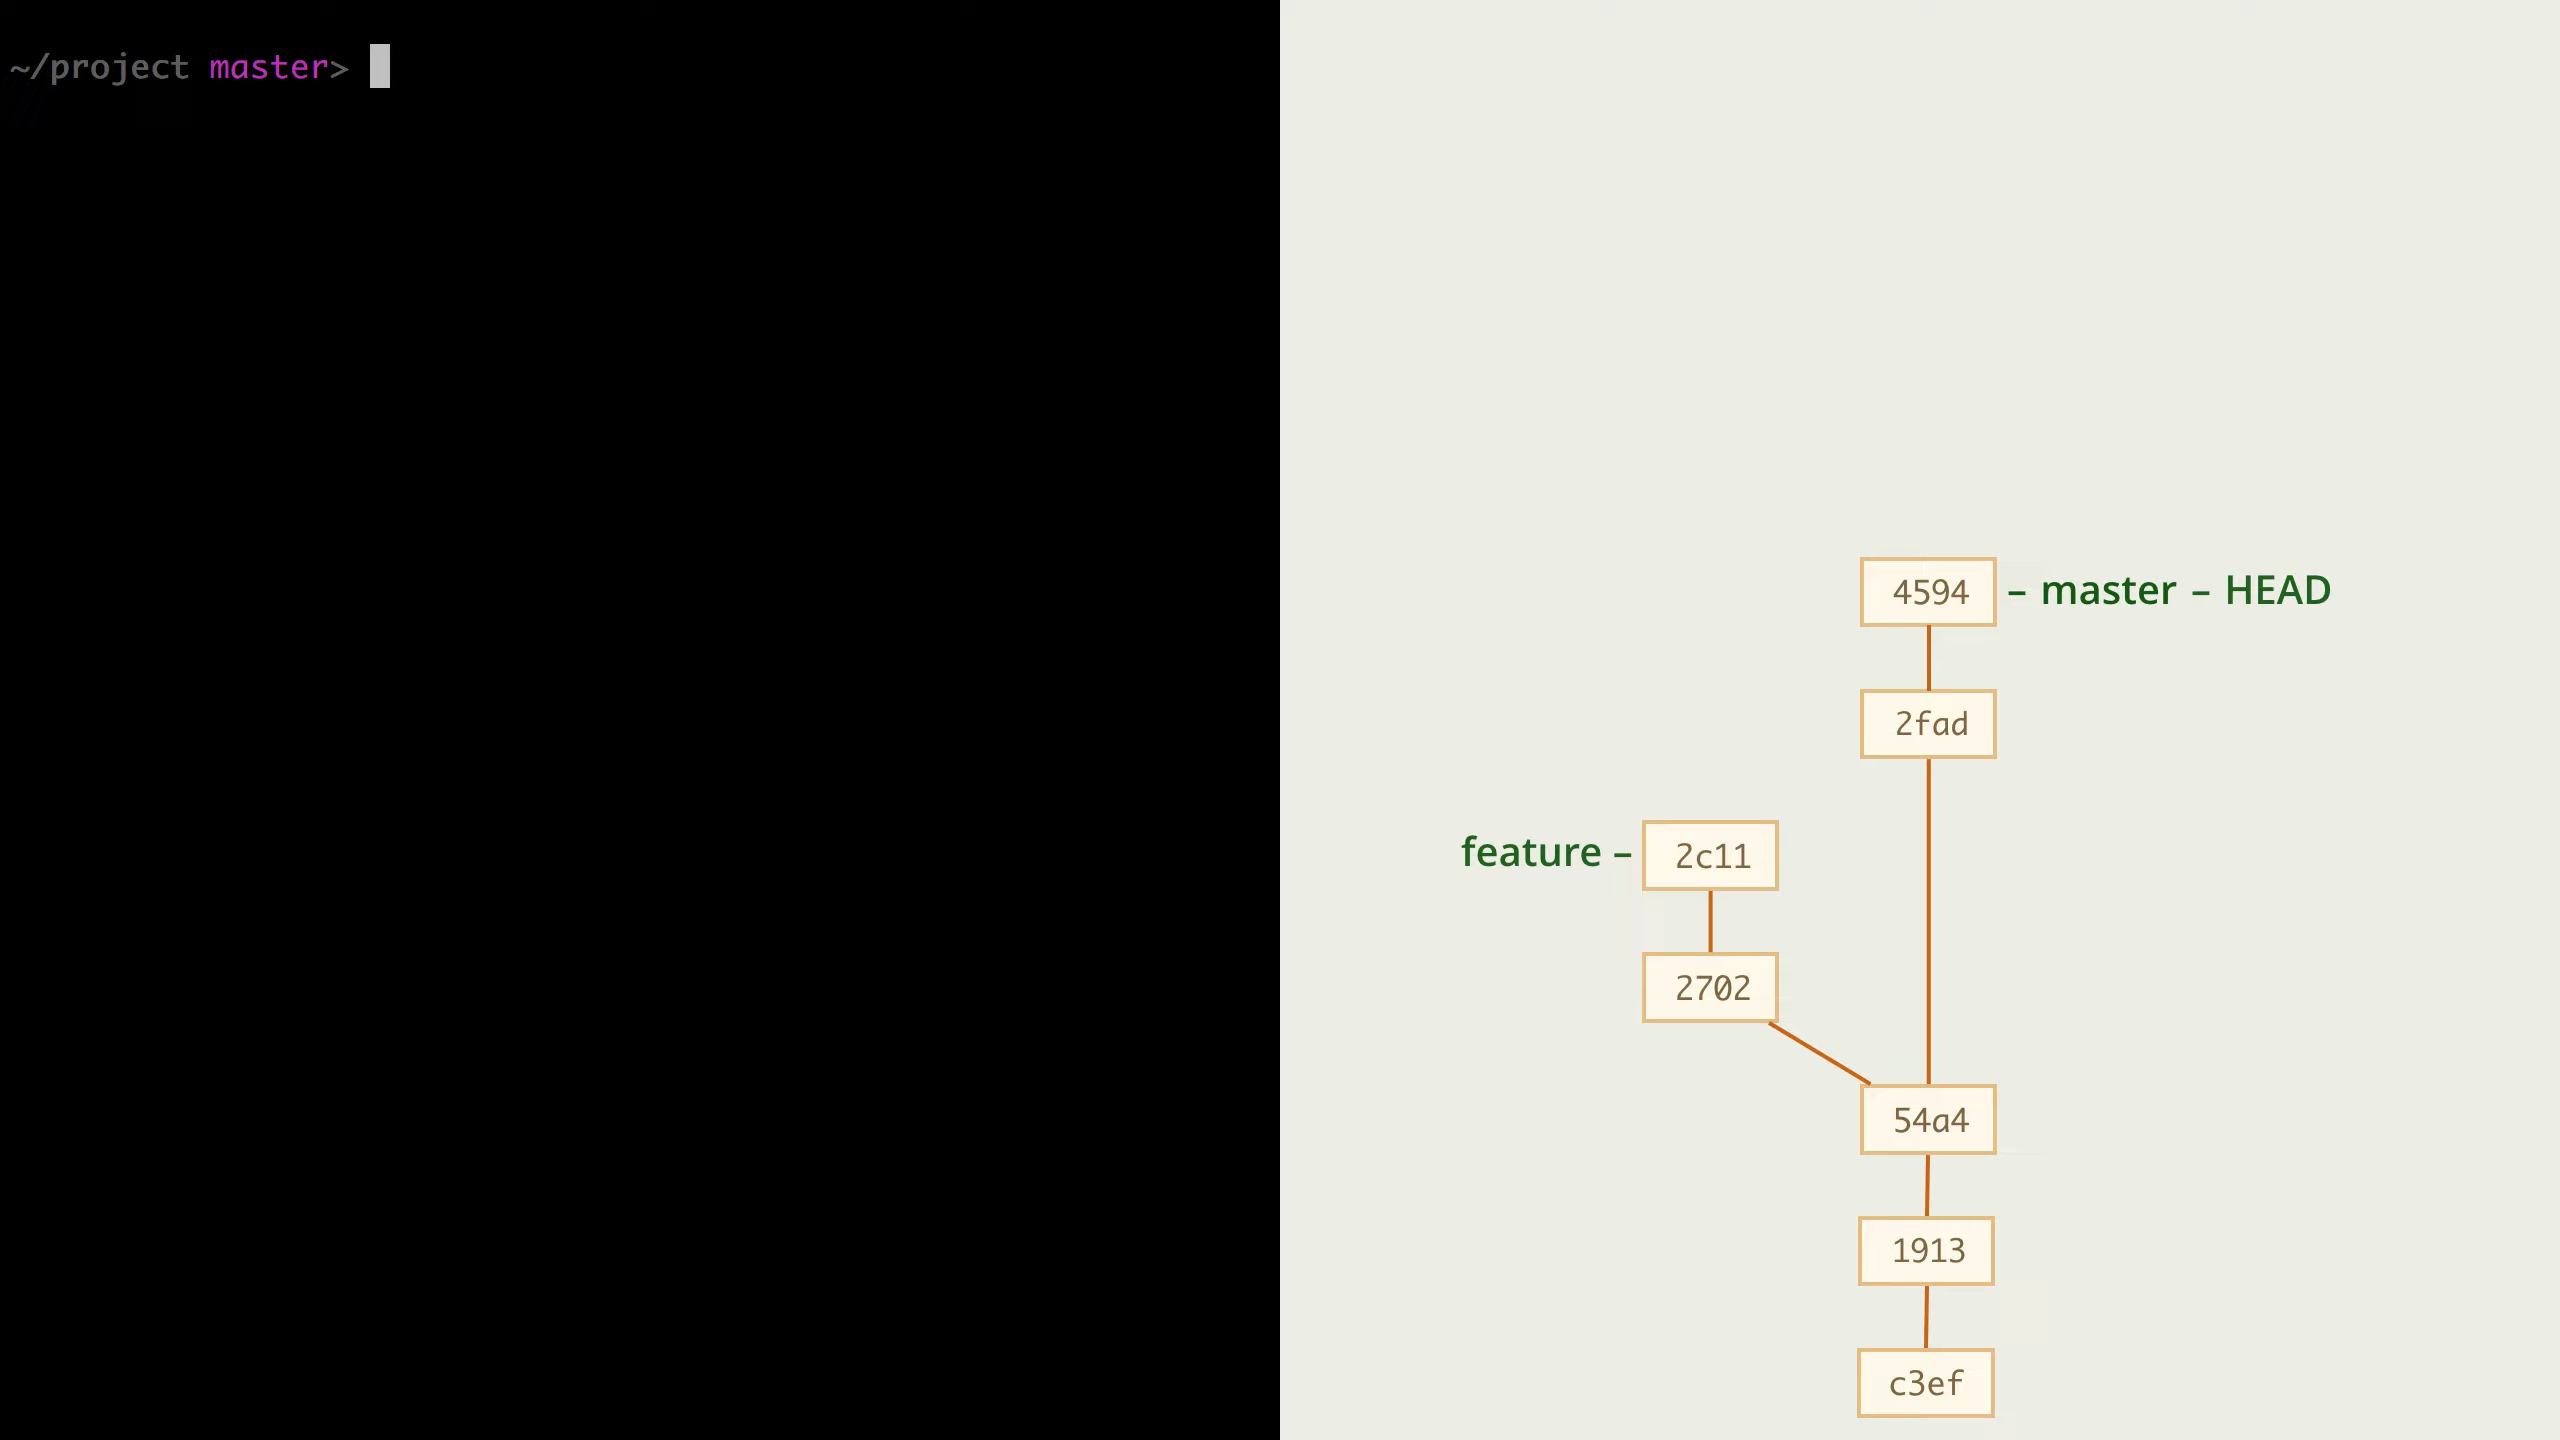 ~/project master>
4594 – master – HEAD
2fad
feature – 2c11
2702
54a4
1913
c3ef